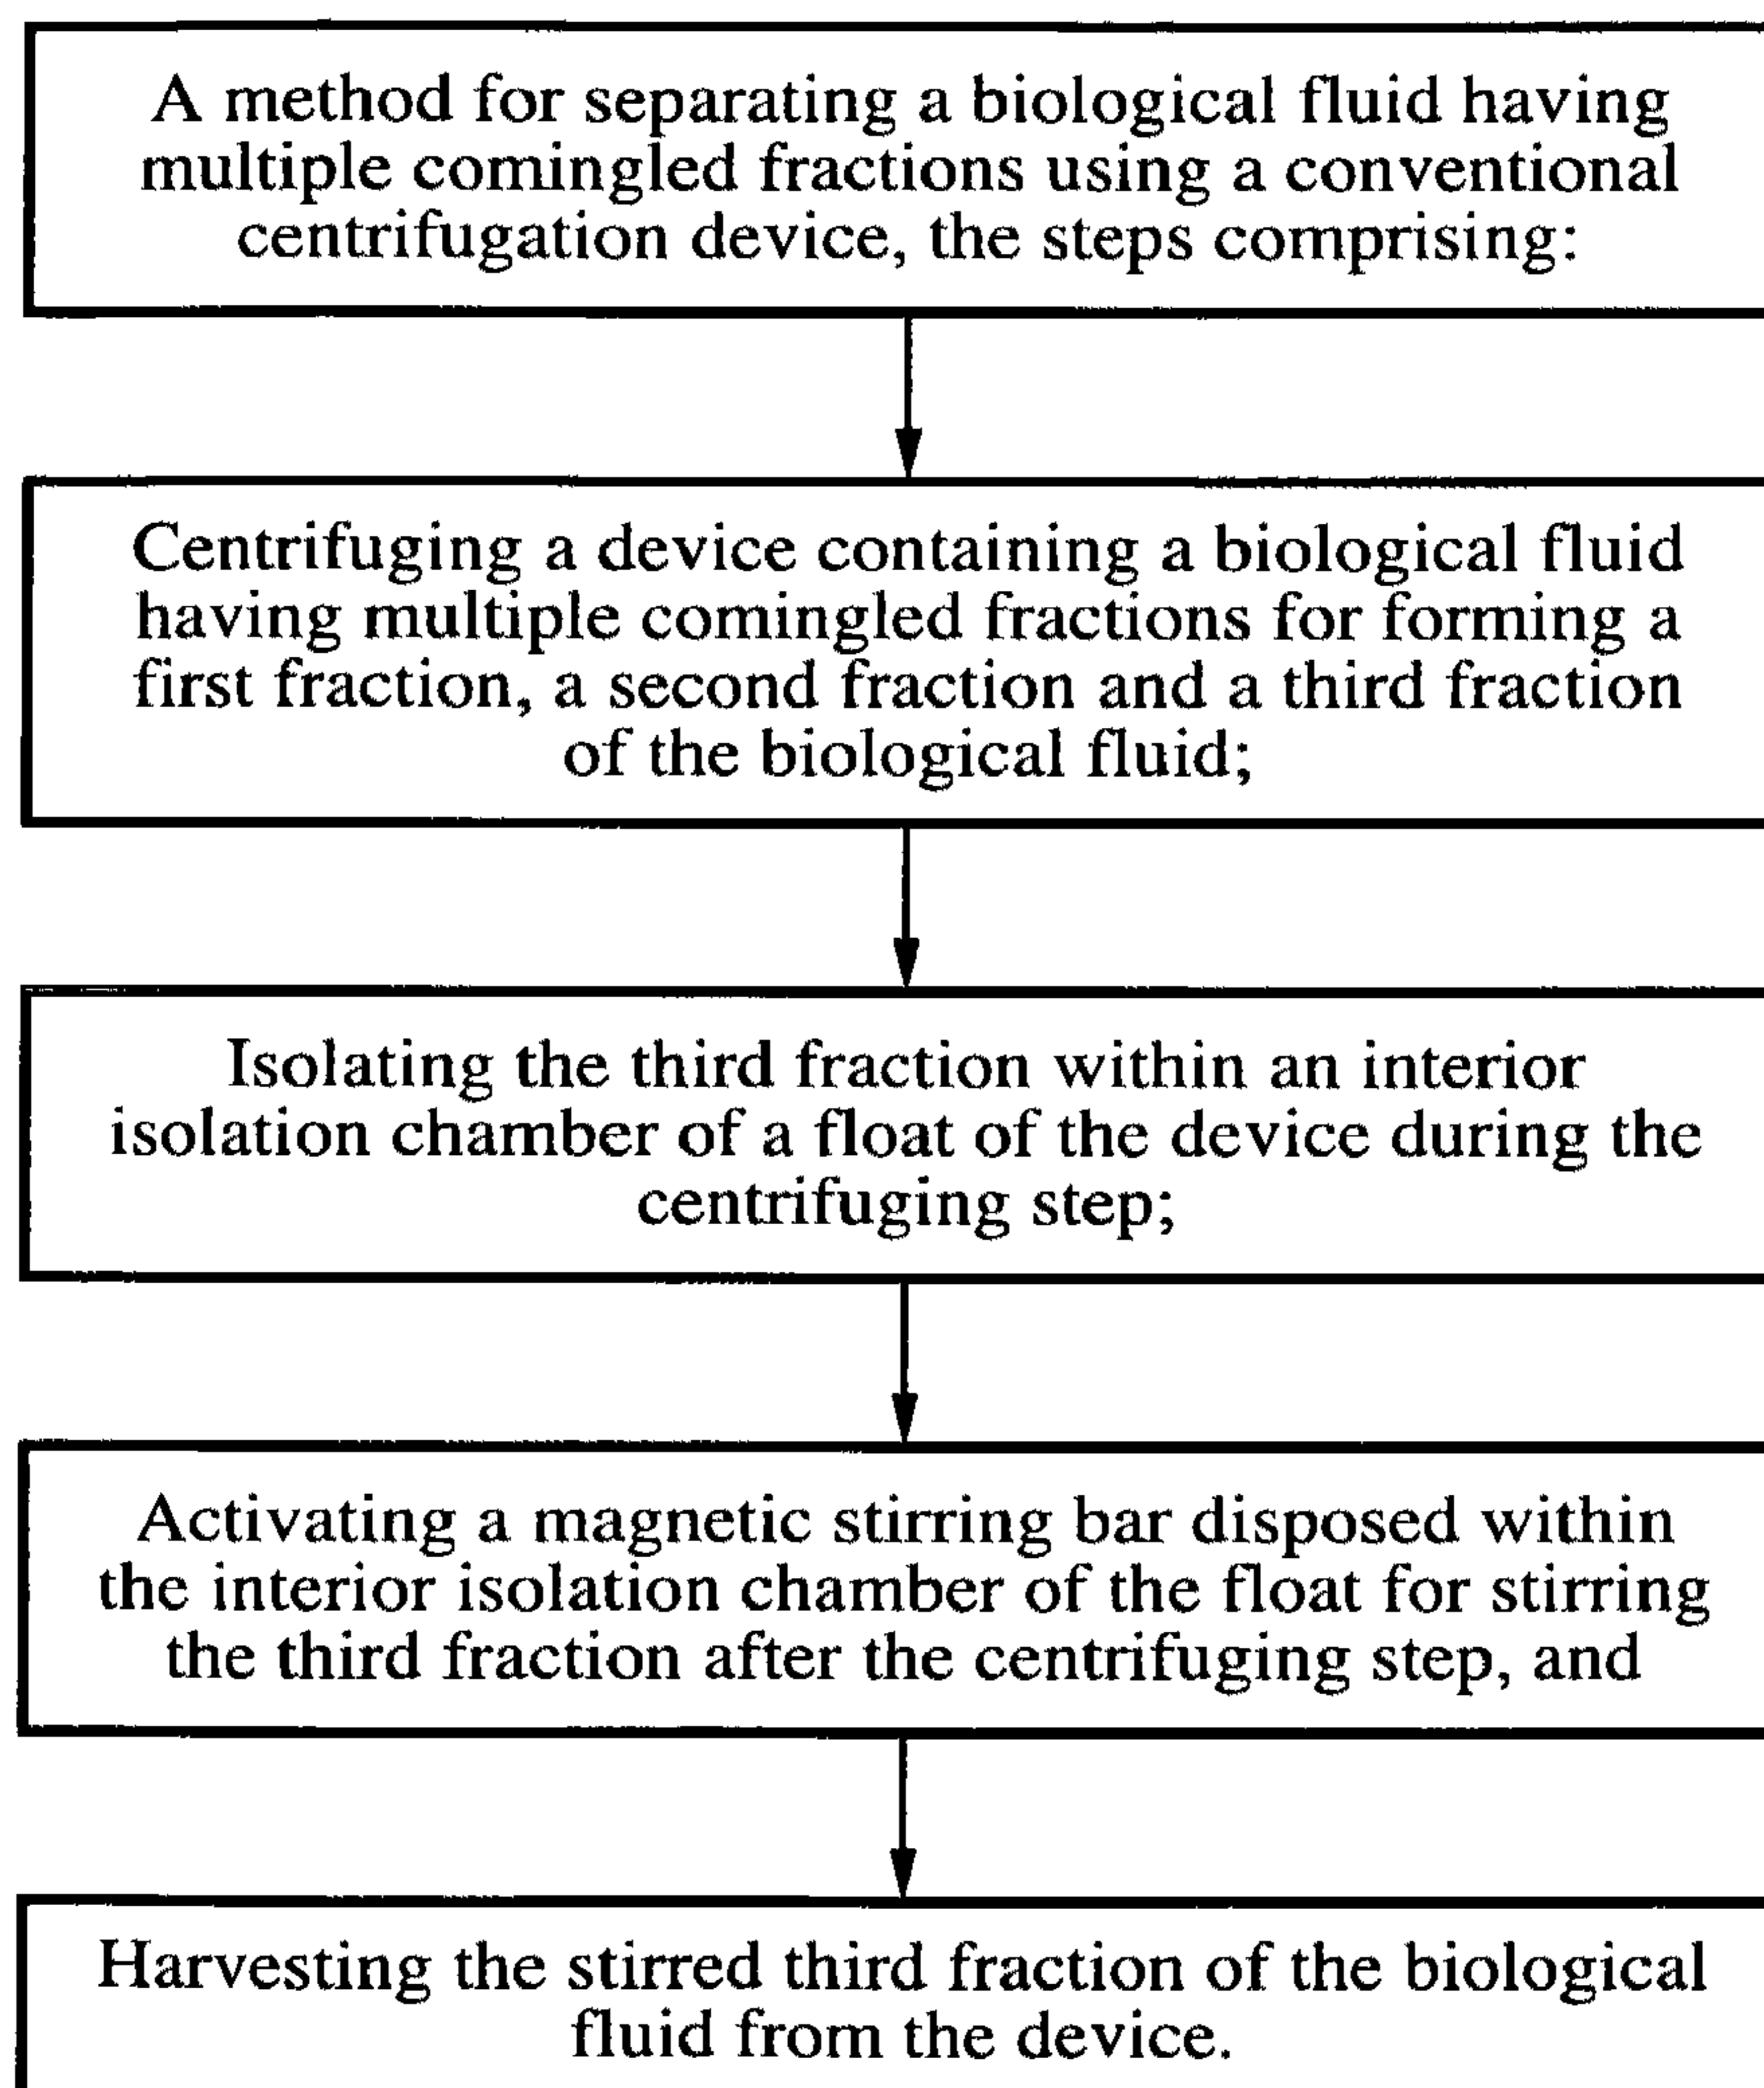 A method for separating a biological fluid having
multiple comingled fractions using a conventional
centrifugation device, the steps comprising:
Centrifuging a device containing a biological fluid
having multiple comingled fractions for forming a
first fraction, a second fraction and a third fraction
of the biological fluid;
Isolating the third fraction within an interior
isolation chamber of a float of the device during the
centrifuging step;
Activating a magnetic stirring bar disposed within
the interior isolation chamber of the float for stirring
the third fraction after the centrifuging step, and
Harvesting the stirred third fraction of the biological
fluid from the device.